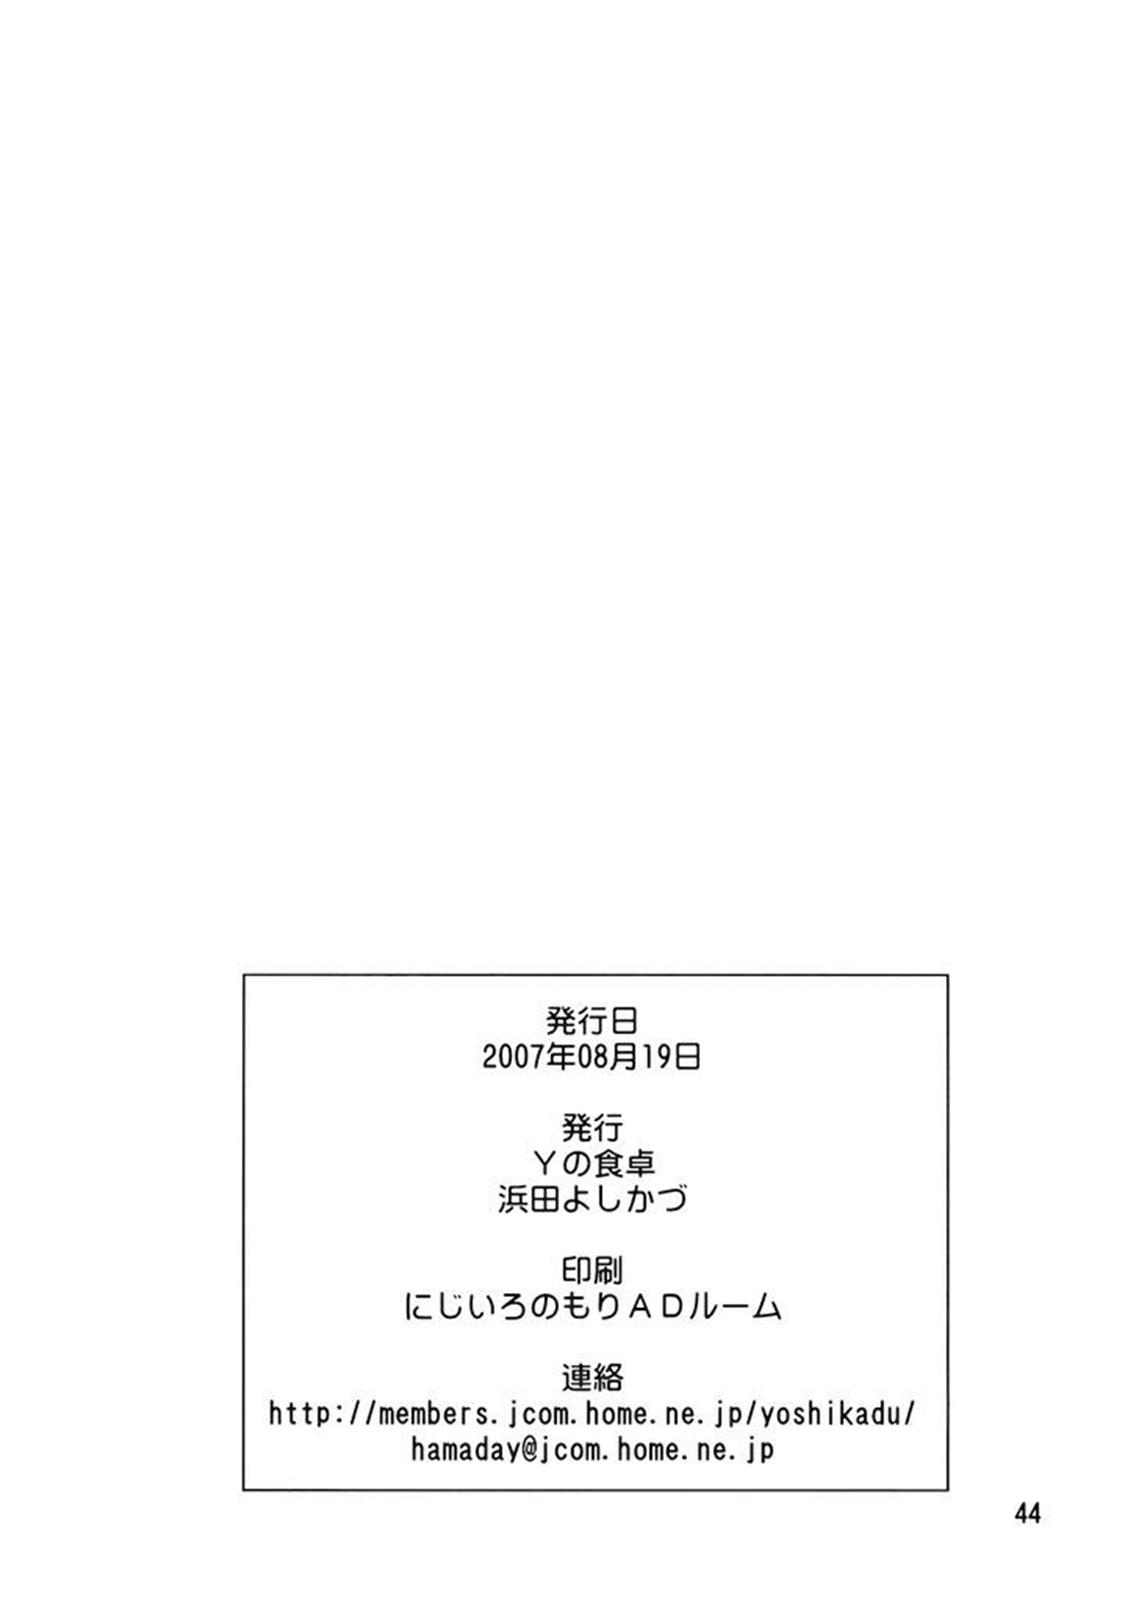 発行日
2007年08月19日
発行
Ｙの食卓
浜田よしかづ
印刷
にじいろのもりＡＤルーム
連絡
http://members.jcom.home.ne.jp/yoshikadu/
hamaday@jcom.home.ne.jp
44